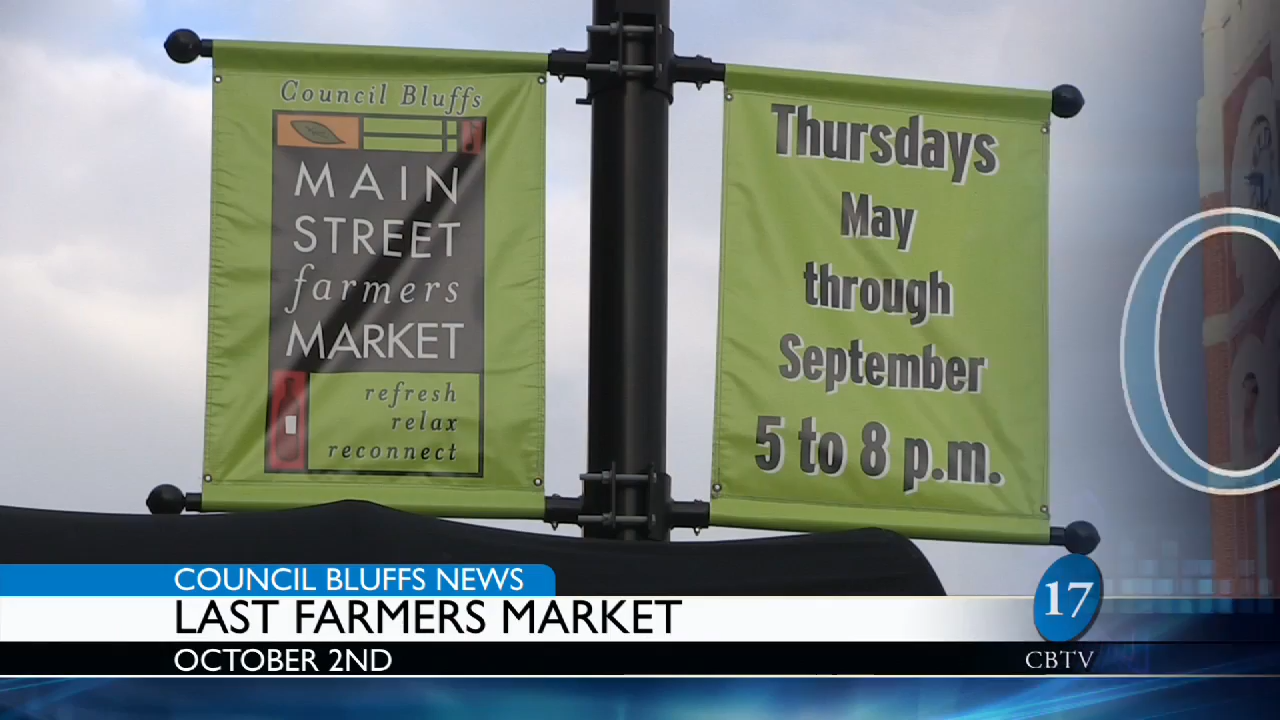 Council Bluffs
MAIN
STREET
farmers
MARKET
refresh
relax
reconnect
Thursdays
May
through
September
5 to 8 p.m.
COUNCIL BLUFFS NEWS
LAST FARMERS MARKET
OCTOBER 2ND
17
CBTV